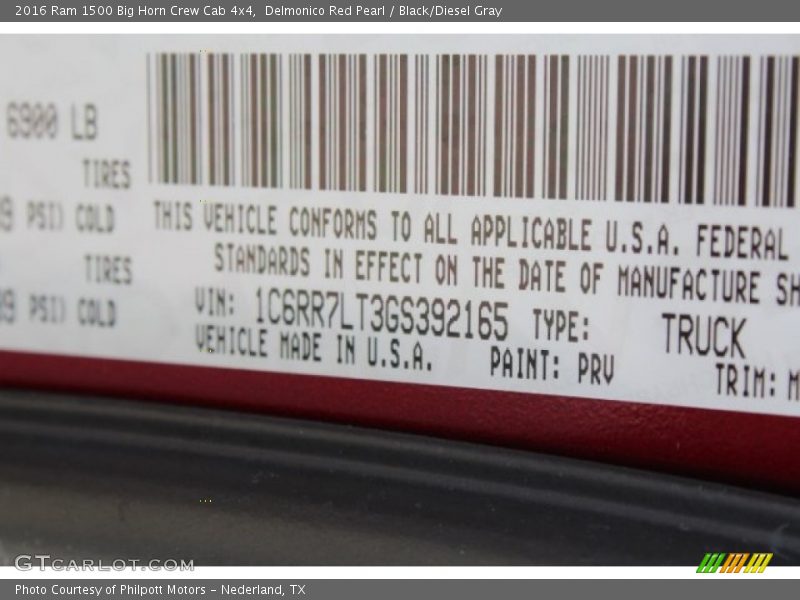 2016 Ram 1500 Big Horn Crew Cab 4x4,  Delmonico Red Pearl / Black/Diesel Gray
6900 LB
TIRES
PSI) COLD
TIRES
PSI) COLD
THIS VEHICLE CONFORMS TO ALL APPLICABLE U.S.A. FEDERAL
STANDARDS IN EFFECT ON THE DATE OF MANUFACTURE SH
VIN: 1C6RR7LT3GS392165 TYPE: TRUCK
VEHICLE MADE IN U.S.A. PAINT: PRV TRIM: M
GTCARLOT.COM
Photo Courtesy of Philpott Motors - Nederland, TX